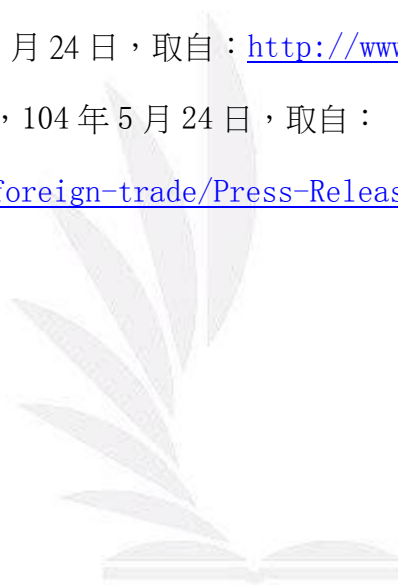 月 24 日，取自：http://www
，104 年 5 月 24 日，取自：
foreign-trade/Press-Releas